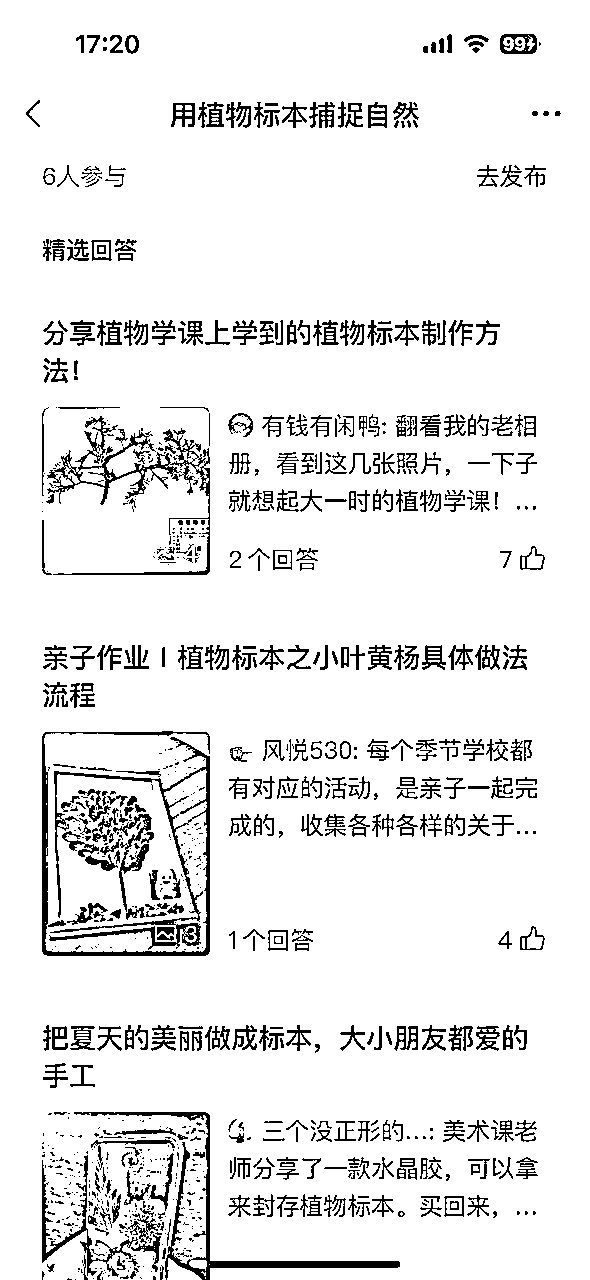 17:20
99
用植物标本捕捉自然
6人参与
去发布
精选回答
分享植物学课上学到的植物标本制作方
法！
有钱有闲鸭: 翻看我的老相
册，看到这几张照片，一下子
就想起大一时的植物学课！...
2个回答
7
亲子作业｜植物标本之小叶黄杨具体做法
流程
风悦530: 每个季节学校都
有对应的活动，是亲子一起完
成的，收集各种各样的关于...
3
1个回答
4
把夏天的美丽做成标本，大小朋友都爱的
手工
三个没正形的...: 美术课老
师分享了一款水晶胶，可以拿
来封存植物标本。买回来，...